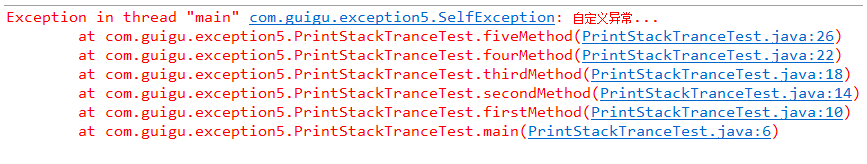 Exception in thread "main" com.guigu.exception5.SelfException: 自定义异常...
at com.guigu.exception5.PrintStackTranceTest.fiveMethod(PrintStackTranceTest.java:26)
at com.guigu.exception5.PrintStackTranceTest.fourMethod(PrintStackTranceTest.java:22)
at com.guigu.exception5.PrintStackTranceTest.thirdMethod(PrintStackTranceTest.java:18)
at com.guigu.exception5.PrintStackTranceTest.secondMethod(PrintStackTranceTest.java:14)
at com.guigu.exception5.PrintStackTranceTest.firstMethod(PrintStackTranceTest.java:10)
at com.guigu.exception5.PrintStackTranceTest.main(PrintStackTranceTest.java:6)